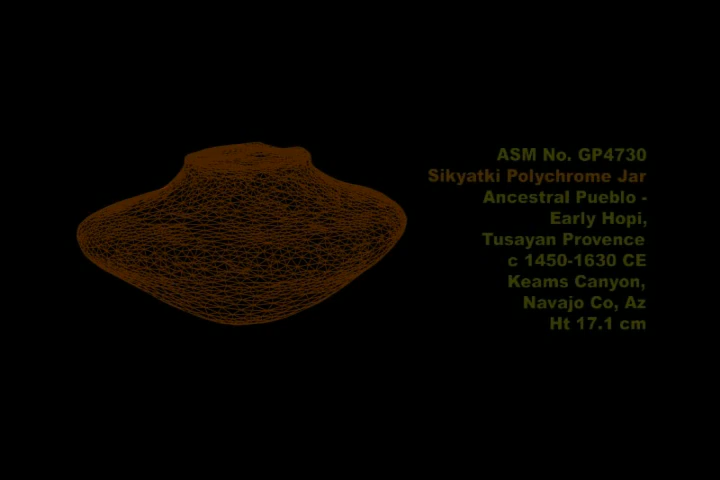 ASM No. GP4730
Sikyatki Polychrome Jar
Ancestral Pueblo -
Early Hopi,
Tusayan Provence
c 1450-1630 CE
Keams Canyon,
Navajo Co, Az
Ht 17.1 cm